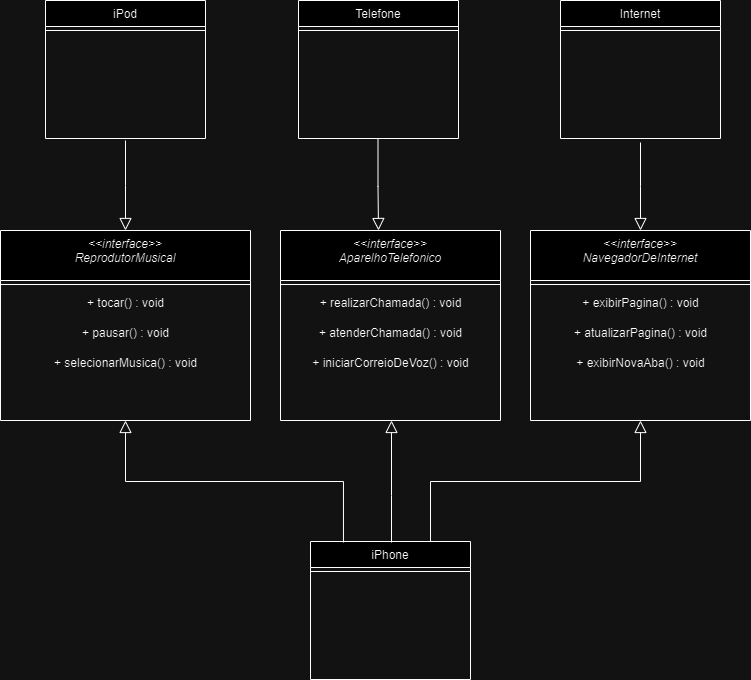 iPod
Telefone
Internet
<<interface>>
ReprodutorMusical
+ tocar() : void
+ pausar() : void
+ selecionarMusica() : void
<<interface>>
AparelhoTelefonico
+ realizarChamada() : void
+ atenderChamada() : void
+ iniciarCorreioDeVoz() : void
<<interface>>
NavegadorDeInternet
+ exibirPagina() : void
+ atualizarPagina() : void
+ exibirNovaAba() : void
iPhone